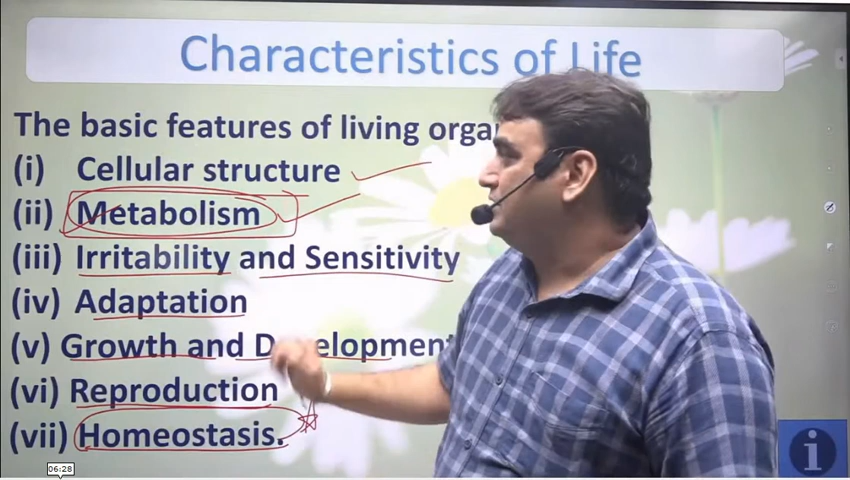 Characteristics of Life
The basic features of living
(i) Cellular structure
(ii) Metabolism
(iii) Irritability and Sensitivity
(iv) Adaptation
(v) Growth and Development
(vi) Reproduction
(vii) Homeostasis.
06:28
i